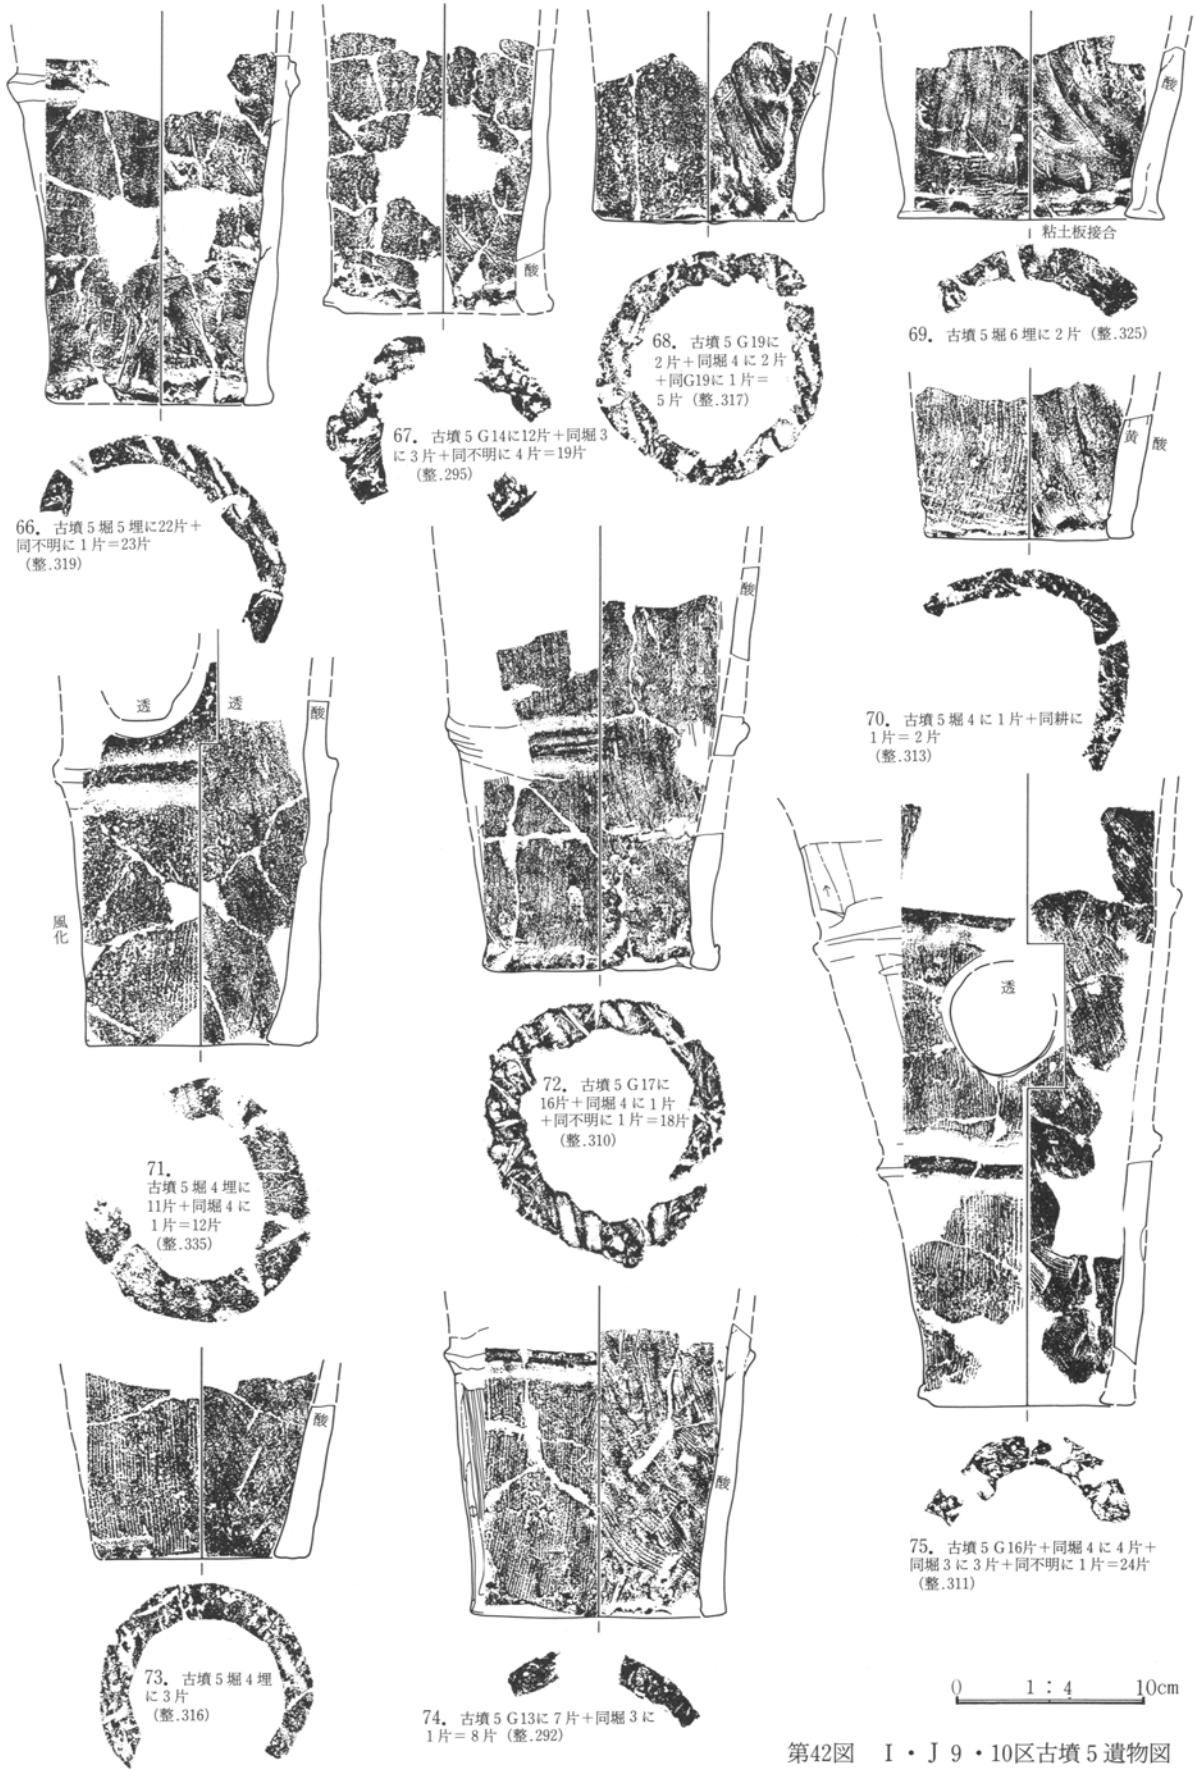 酸
粘土板接合
69. 古墳5堀6埋に2片(整.325)
酸
67. 古墳5G14に12片+同堀3
に3片+同不明に4片=19片
(整.295)
68. 古墳5G19に
2片+同堀4に2片
+同G19に1片=
5片(整.317)
黄
酸
66. 古墳5堀5埋に22片+
同不明に1片=23片
(整.319)
酸
70. 古墳5堀4に1片+同耕に
1片=2片
(整.313)
透
透
酸
風化
71.
古墳5堀4埋に
11片+同堀4に
1片=12片
(整.335)
72. 古墳5G17に
16片+同堀4に1片
+同不明に1片=18片
(整.310)
透
酸
73. 古墳5堀4埋
に3片
(整.316)
酸
74. 古墳5G13に7片+同堀3に
1片=8片(整.292)
75. 古墳5G16片+同堀4に4片+
同堀3に3片+同不明に1片=24片
(整.311)
0 1:4 10cm
第42図 I・J9・10区古墳5遺物図